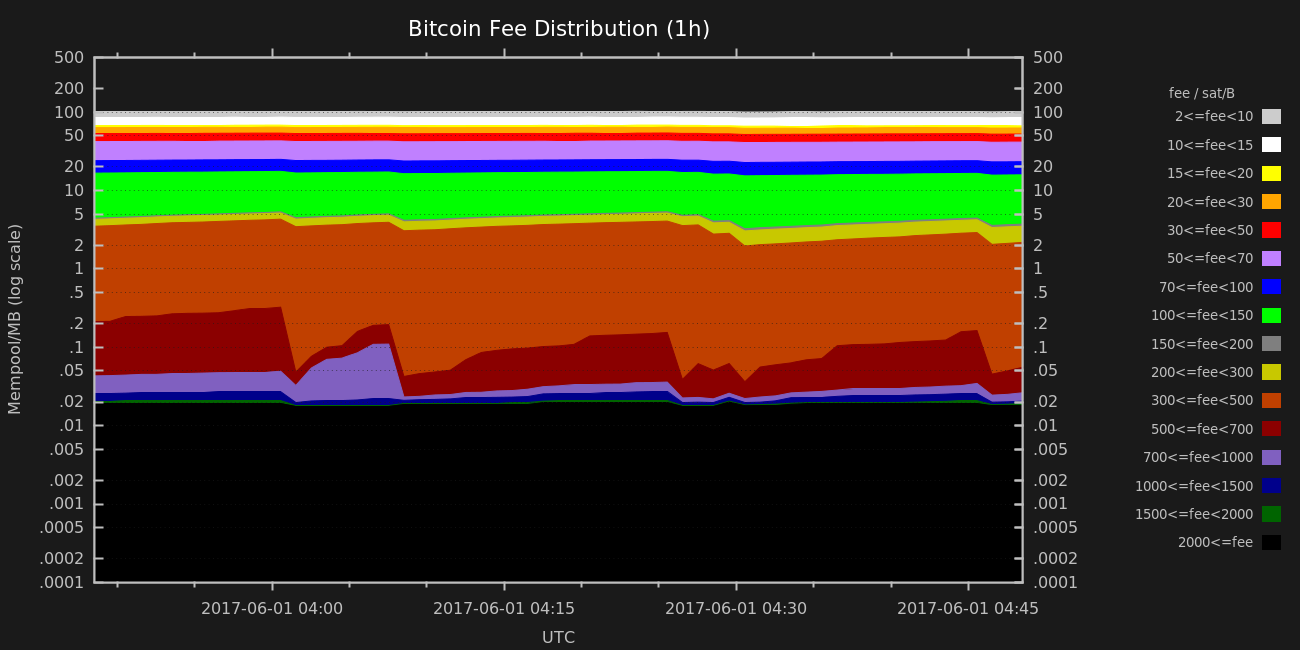 Bitcoin Fee Distribution (1h)
500
200
100
50
20
10
5
2
1
.5
.2
.1
.05
.02
.01
.005
.002
.001
.0005
.0002
.0001
Mempool/MB (log scale)
500
200
100
50
20
10
5
2
1
.5
.2
.1
.05
.02
.01
.005
.002
.001
.0005
.0002
.0001
2017-06-01 04:00 2017-06-01 04:15 2017-06-01 04:30 2017-06-01 04:45
UTC
fee / sat/B
2<=fee<10
10<=fee<15
15<=fee<20
20<=fee<30
30<=fee<50
50<=fee<70
70<=fee<100
100<=fee<150
150<=fee<200
200<=fee<300
300<=fee<500
500<=fee<700
700<=fee<1000
1000<=fee<1500
1500<=fee<2000
2000<=fee